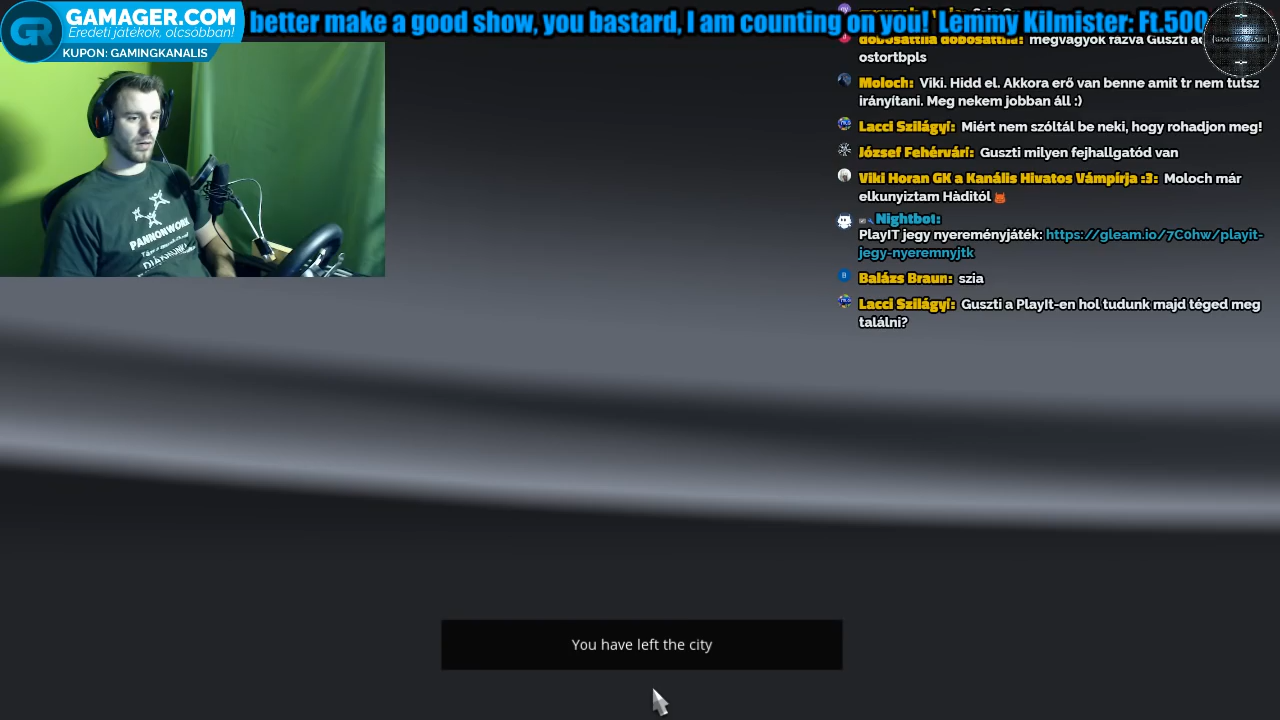 GAMAGER.COM
Eredeti játékok, olcsóbban!
KUPON: GAMINGKANALIS
better make a good show, you bastard, I am counting on you! Lemmy Kilmister: Ft.500
dobosattila dobosattila: megvagyok fázva Guszti
ostortbpls
Moloch: Viki. Hidd el. Akkora erő van benne amit tr nem tutsz
irányítani. Meg nekem jobban áll :)
Lacci Szilágyi: Miért nem szóltál be neki, hogy rohadjon meg!
József Fehérvári: Guszti milyen fejhallgatód van
Viki Horan GK a Kanális Hivatos Vámpírja :3: Moloch már
elkunyiztam Hàditól
Nightbot:
PlayIT jegy nyereményjáték: https://gleam.io/7C0hw/playit-
jegy-nyeremnyjtk
Balázs Braun: szia
Lacci Szilágyi: Guszti a PlayIt-en hol tudunk majd téged meg
találni?
PANNONWORK
You have left the city